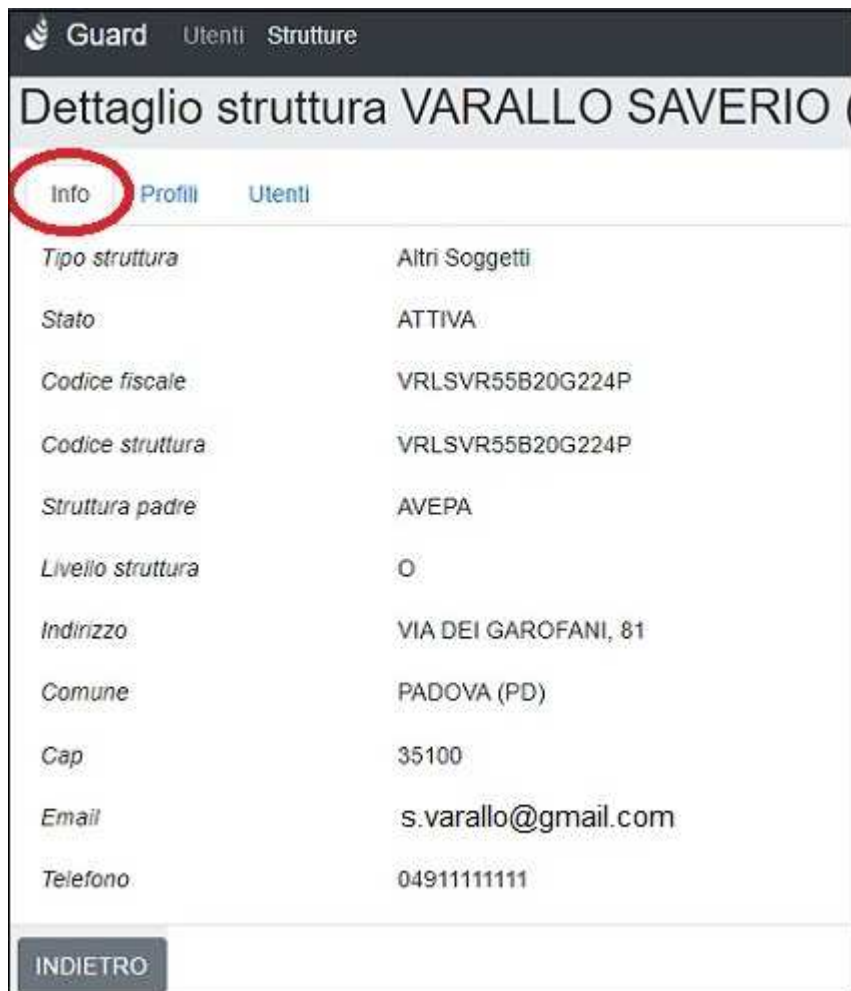 Guard Utenti Strutture
Dettaglio struttura VARALLO SAVERIO (
Info Profili Utenti
Tipo struttura Altri Soggetti
Stato ATTIVA
Codice fiscale VRLSVR55B20G224P
Codice struttura VRLSVR55B20G224P
Struttura padre AVEPA
Livello struttura O
Indirizzo VIA DEI GAROFANI, 81
Comune PADOVA (PD)
Cap 35100
Email s.varallo@gmail.com
Telefono 04911111111
INDIETRO